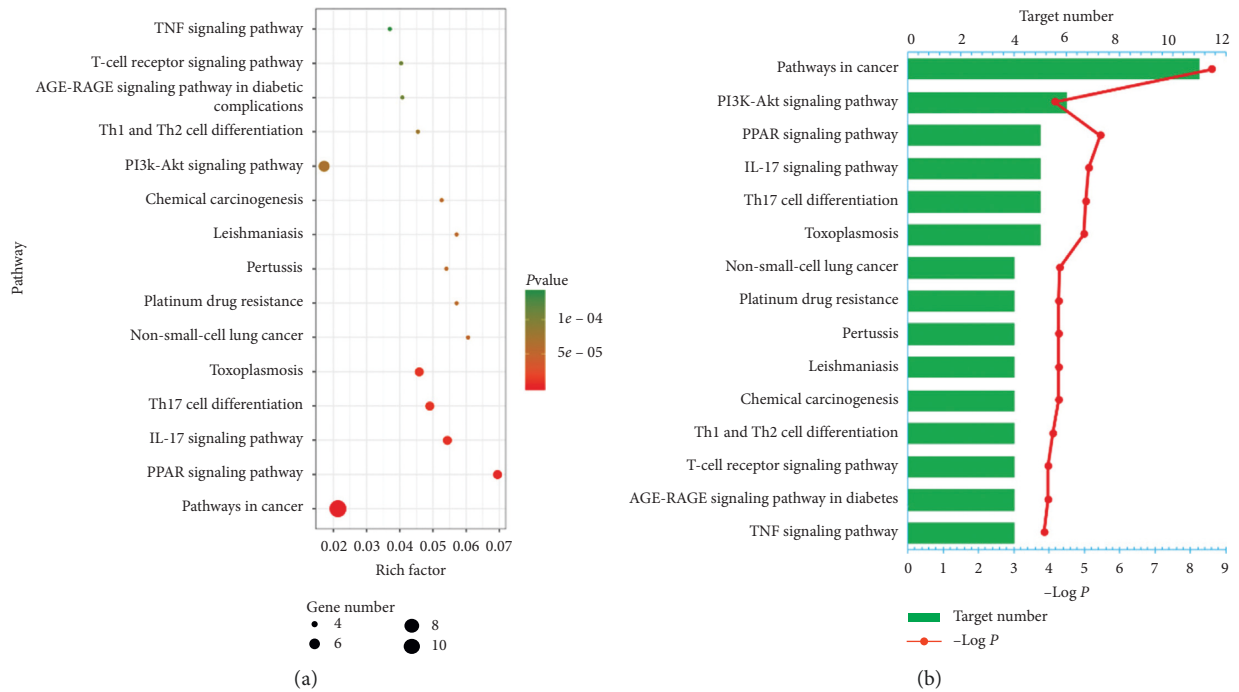 TNF signaling pathway
T-cell receptor signaling pathway
AGE-RAGE signaling pathway in diabetic
complications
Th1 and Th2 cell differentiation
PI3k-Akt signaling pathway
Chemical carcinogenesis
Leishmaniasis
Pertussis
Platinum drug resistance
Non-small-cell lung cancer
Toxoplasmosis
Th17 cell differentiation
IL-17 signaling pathway
PPAR signaling pathway
Pathways in cancer
Pathway
0.02 0.03 0.04 0.05 0.06 0.07
Rich factor
Pvalue
1e – 04
5e – 05
Gene number
4 8
6 10
(a)
Target number
0 2 4 6 8 10 12
Pathways in cancer
PI3K-Akt signaling pathway
PPAR signaling pathway
IL-17 signaling pathway
Th17 cell differentiation
Toxoplasmosis
Non-small-cell lung cancer
Platinum drug resistance
Pertussis
Leishmaniasis
Chemical carcinogenesis
Th1 and Th2 cell differentiation
T-cell receptor signaling pathway
AGE-RAGE signaling pathway in diabetes
TNF signaling pathway
0 1 2 3 4 5 6 7 8 9
–Log P
Target number
–Log P
(b)